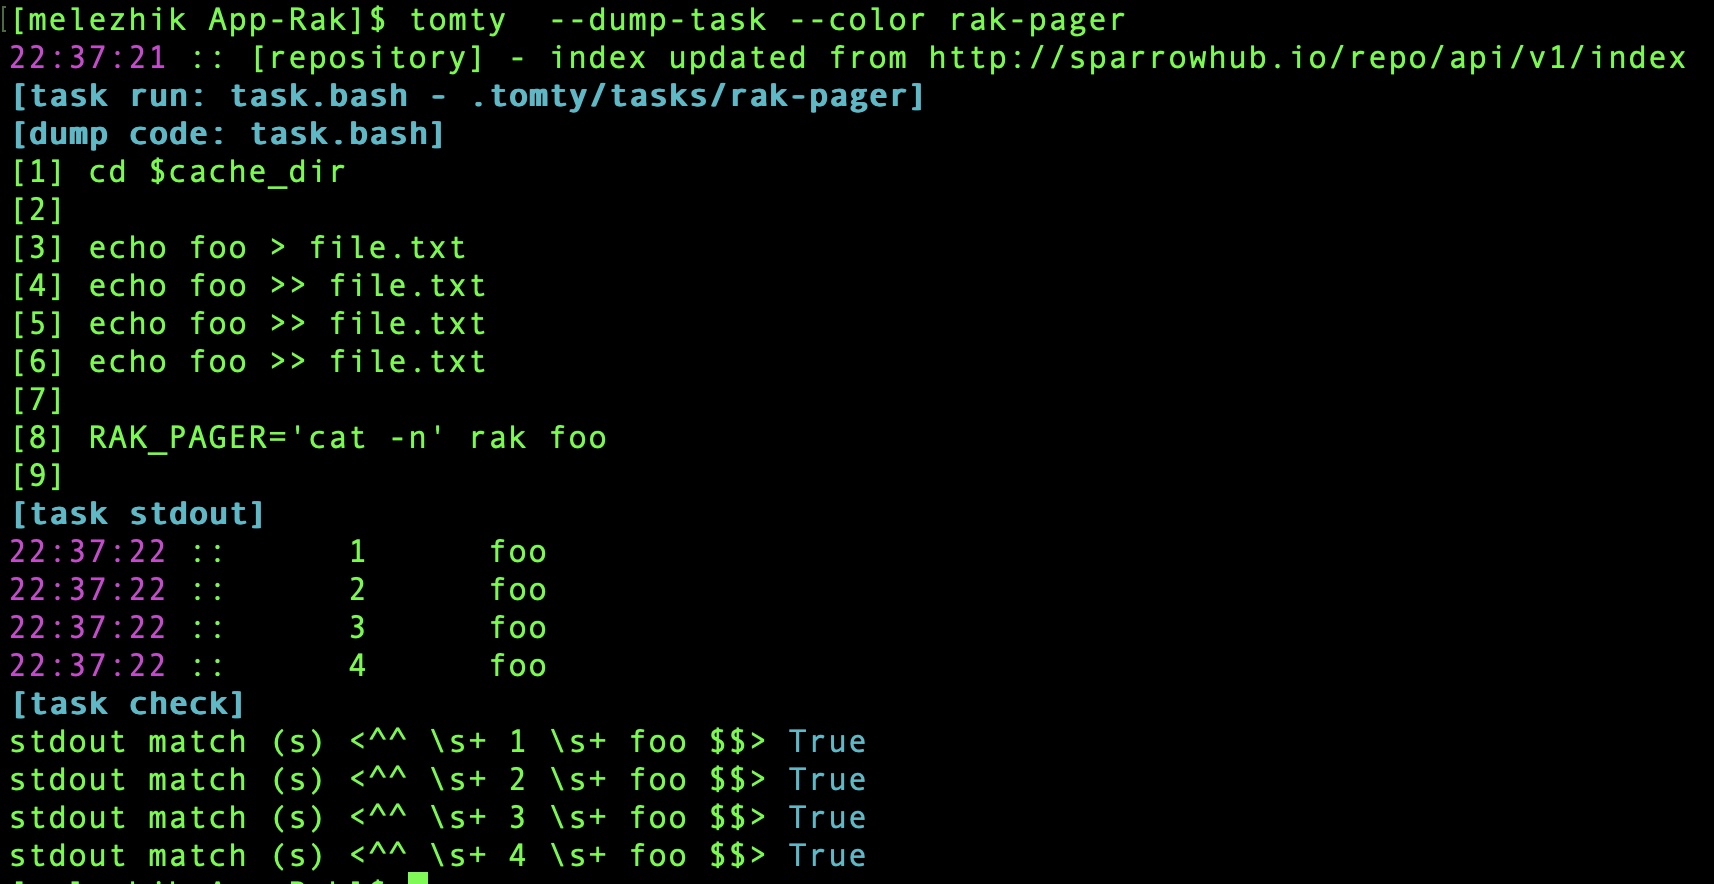 [[melezhik App-Rak]$ tomty  --dump-task --color rak-pager
22:37:21 :: [repository] - index updated from http://sparrowhub.io/repo/api/v1/index
[task run: task.bash - .tomty/tasks/rak-pager]
[dump code: task.bash]
[1] cd $cache_dir
[2]
[3] echo foo > file.txt
[4] echo foo >> file.txt
[5] echo foo >> file.txt
[6] echo foo >> file.txt
[7]
[8] RAK_PAGER='cat -n' rak foo
[9]
[task stdout]
22:37:22 ::      1      foo
22:37:22 ::      2      foo
22:37:22 ::      3      foo
22:37:22 ::      4      foo
[task check]
stdout match (s) <^^ \s+ 1 \s+ foo $$> True
stdout match (s) <^^ \s+ 2 \s+ foo $$> True
stdout match (s) <^^ \s+ 3 \s+ foo $$> True
stdout match (s) <^^ \s+ 4 \s+ foo $$> True